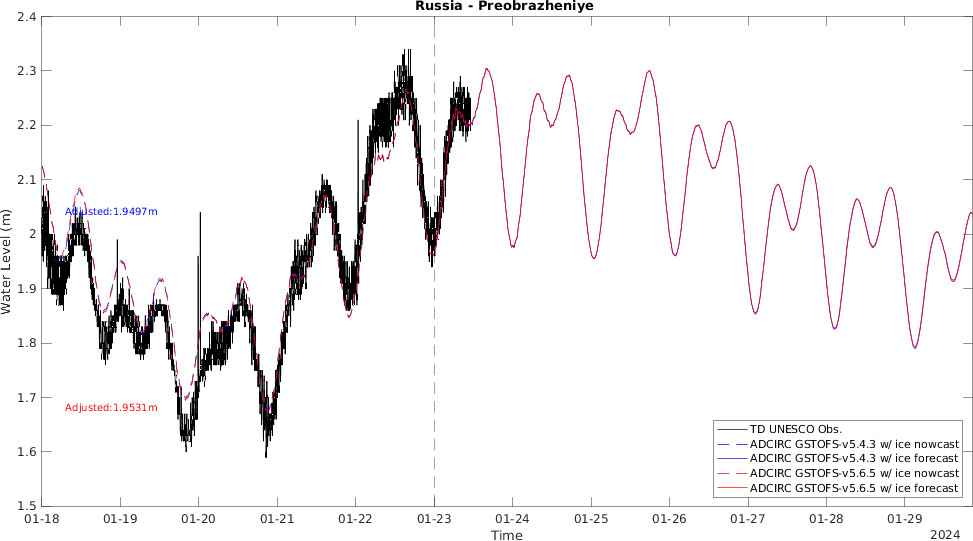 Russia - Preobrazheniye
2.4
2.3
2.2
2.1
2
1.9
1.8
1.7
1.6
1.5
Water Level (m)
Adjusted:1.9497m
Adjusted:1.9531m
TD UNESCO Obs.
ADCIRC GSTOFS-v5.4.3 w/ ice nowcast
ADCIRC GSTOFS-v5.4.3 w/ ice forecast
ADCIRC GSTOFS-v5.6.5 w/ ice nowcast
ADCIRC GSTOFS-v5.6.5 w/ ice forecast
01-18 01-19 01-20 01-21 01-22 01-23 01-24 01-25 01-26 01-27 01-28 01-29
Time
2024